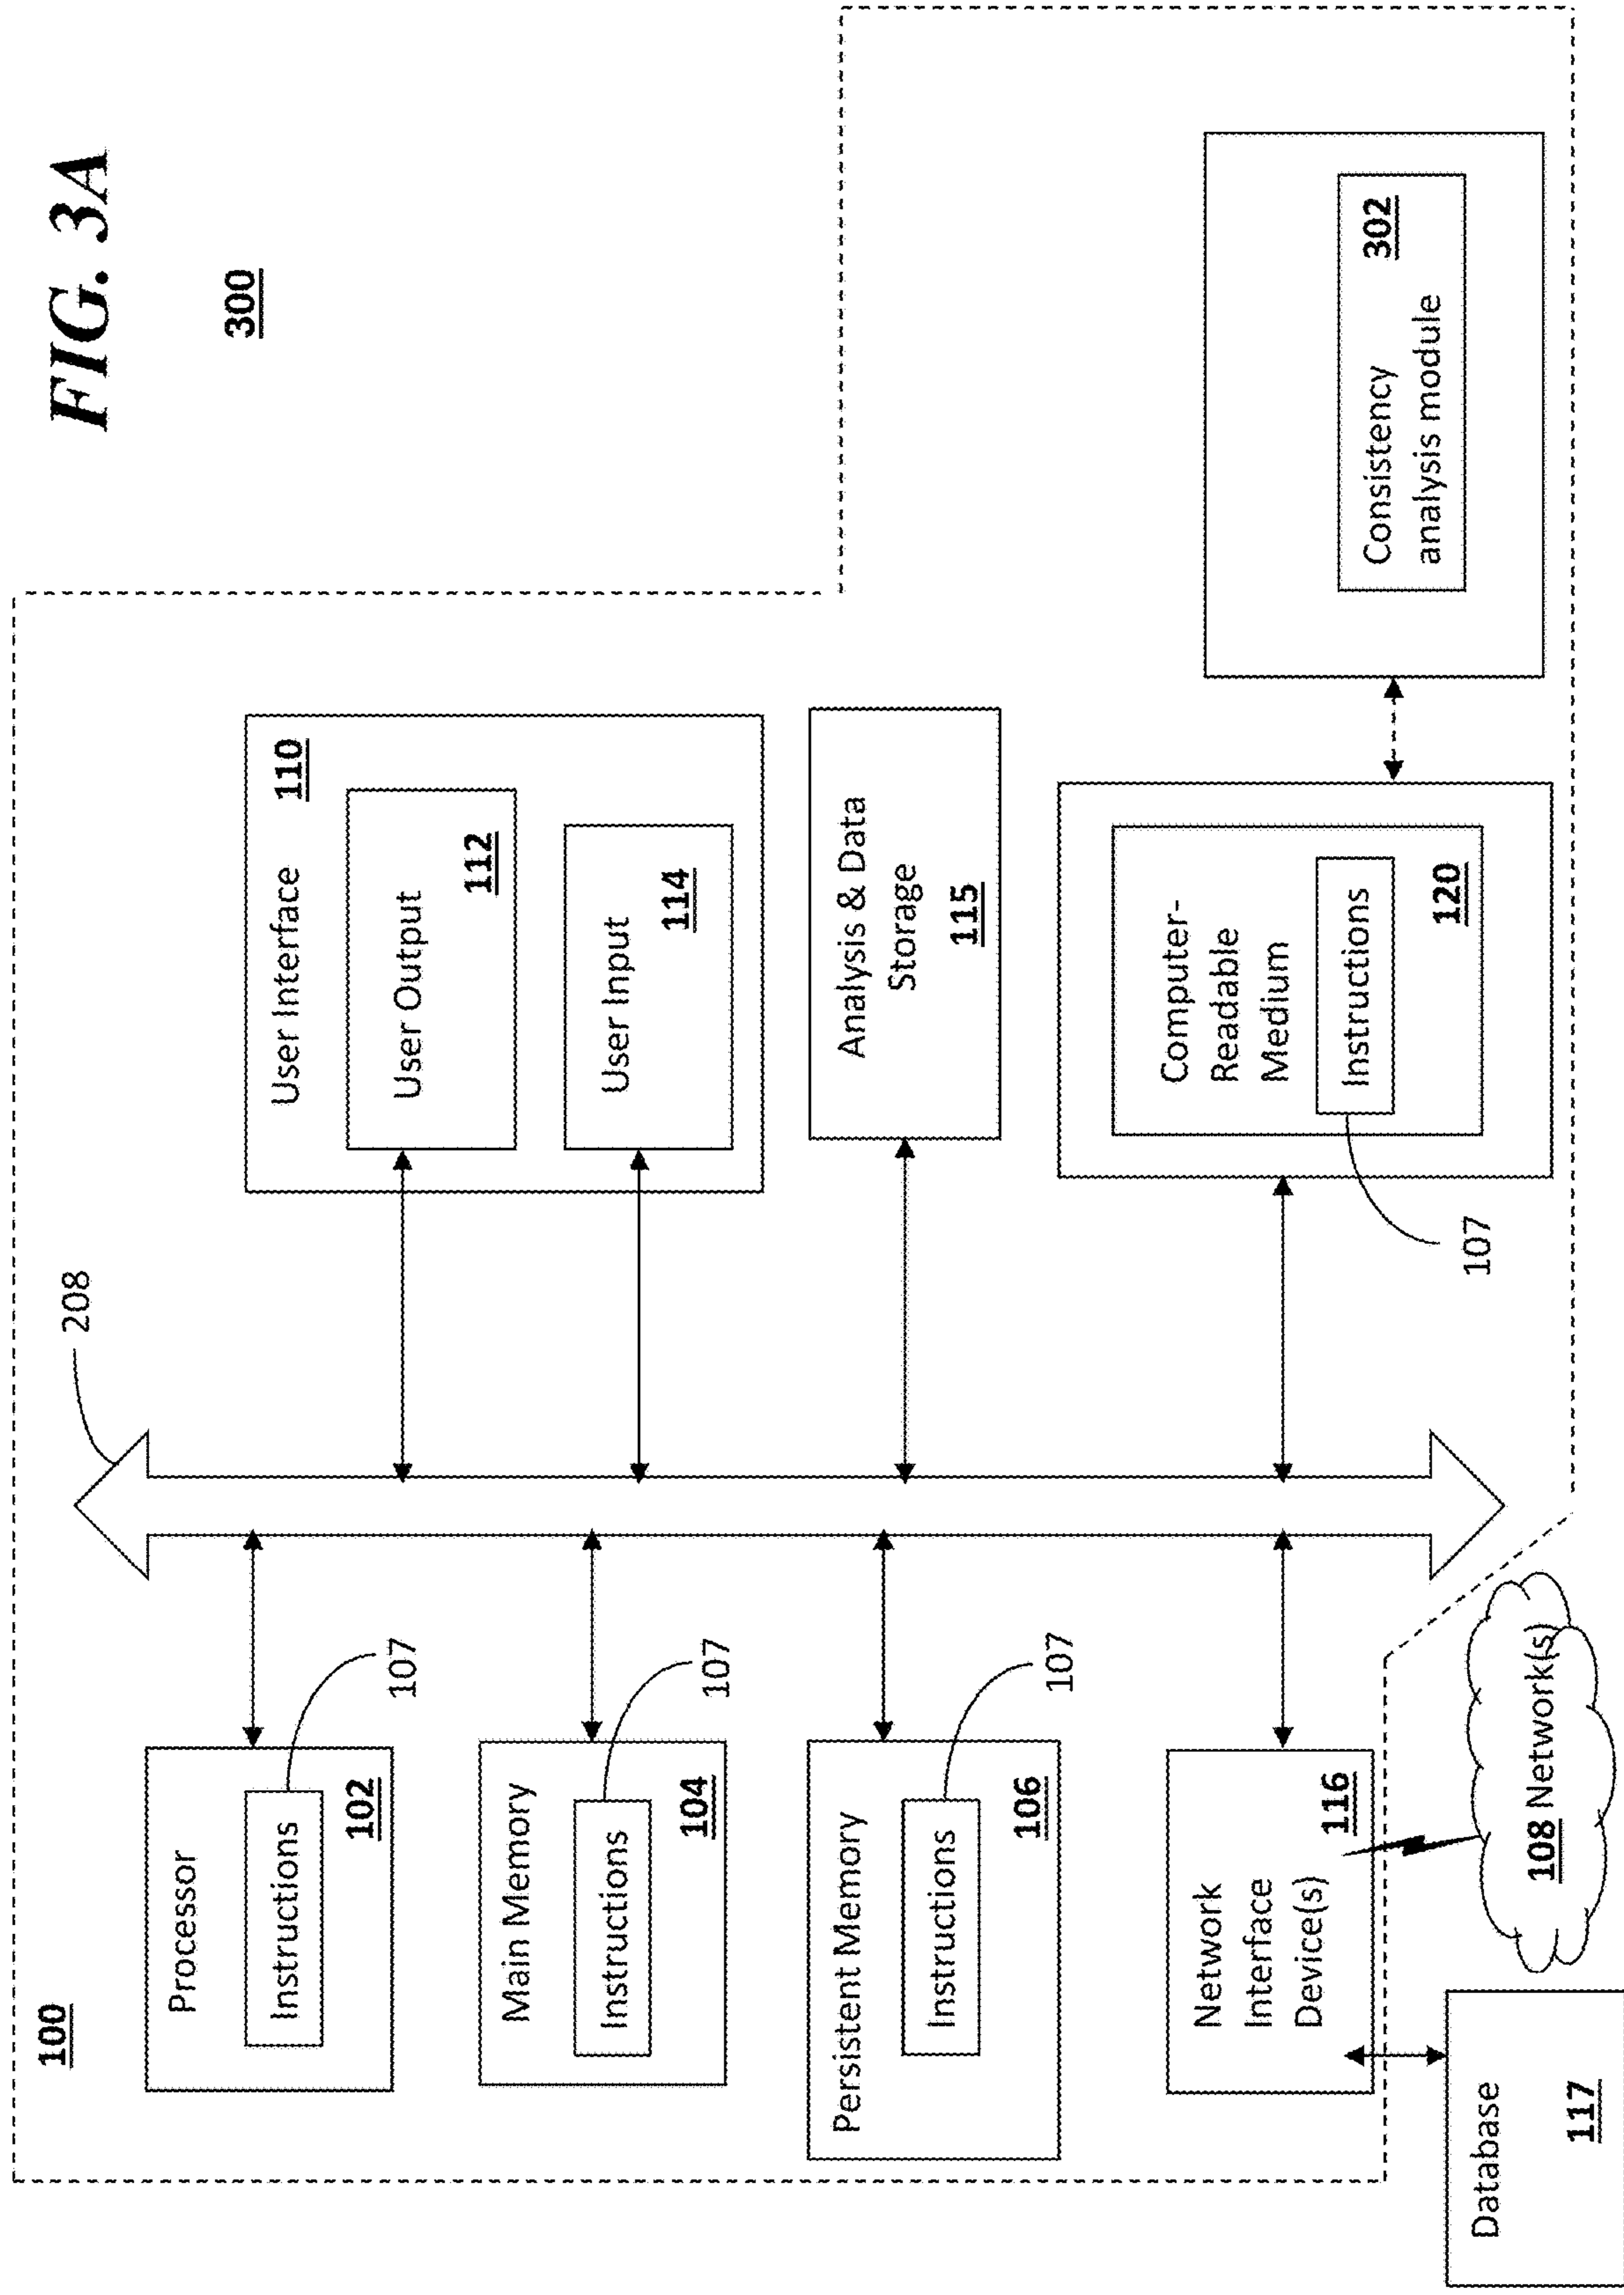 FIG. 3A
300
100
208
Processor
Instructions
102
107
Main Memory
Instructions
104
107
Persistent Memory
Instructions
106
107
Network
Interface
Device(s)
116
108 Network(s)
Database
117
User Interface 110
User Output
112
User Input
114
Analysis & Data
Storage
115
Computer-
Readable
Medium
Instructions
120
107
Consistency 302
analysis module